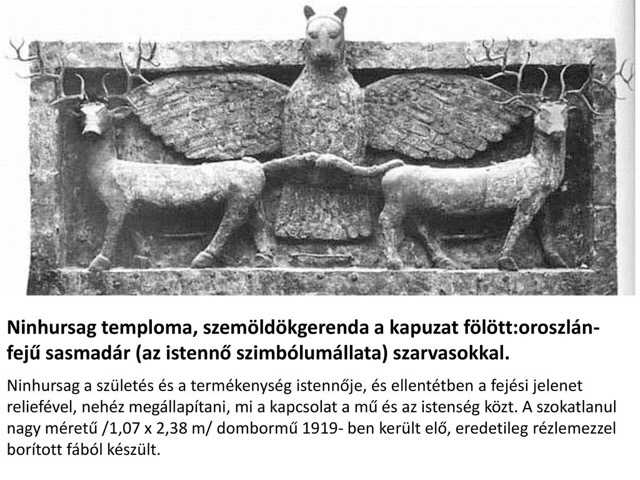 Ninhursag temploma, szemöldökgerenda a kapuzat fölött:oroszlán-
fejű sasmadár (az istennő szimbólumállata) szarvasokkal.
Ninhursag a születés és a termékenység istennője, és ellentétben a fejési jelenet
reliefével, nehéz megállapítani, mi a kapcsolat a mű és az istenség közt. A szokatlanul
nagy méretű /1,07 x 2,38 m/ dombormű 1919- ben került elő, eredetileg rézlemezzel
borított fából készült.